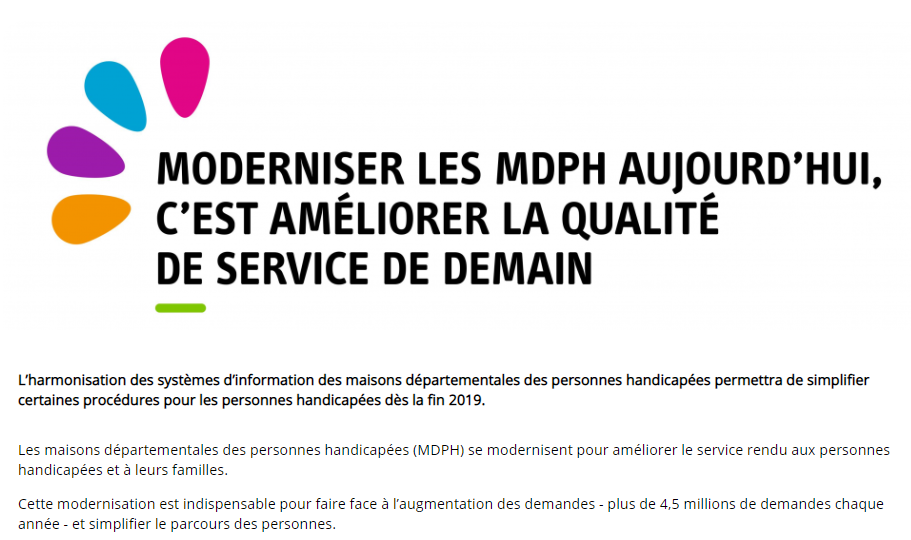 MODERNISER LES MDPH AUJOURD’HUI,
C’EST AMÉLIORER LA QUALITÉ
DE SERVICE DE DEMAIN
L’harmonisation des systèmes d’information des maisons départementales des personnes handicapées permettra de simplifier
certaines procédures pour les personnes handicapées dès la fin 2019.
Les maisons départementales des personnes handicapées (MDPH) se modernisent pour améliorer le service rendu aux personnes
handicapées et à leurs familles.
Cette modernisation est indispensable pour faire face à l’augmentation des demandes - plus de 4,5 millions de demandes chaque
année - et simplifier le parcours des personnes.